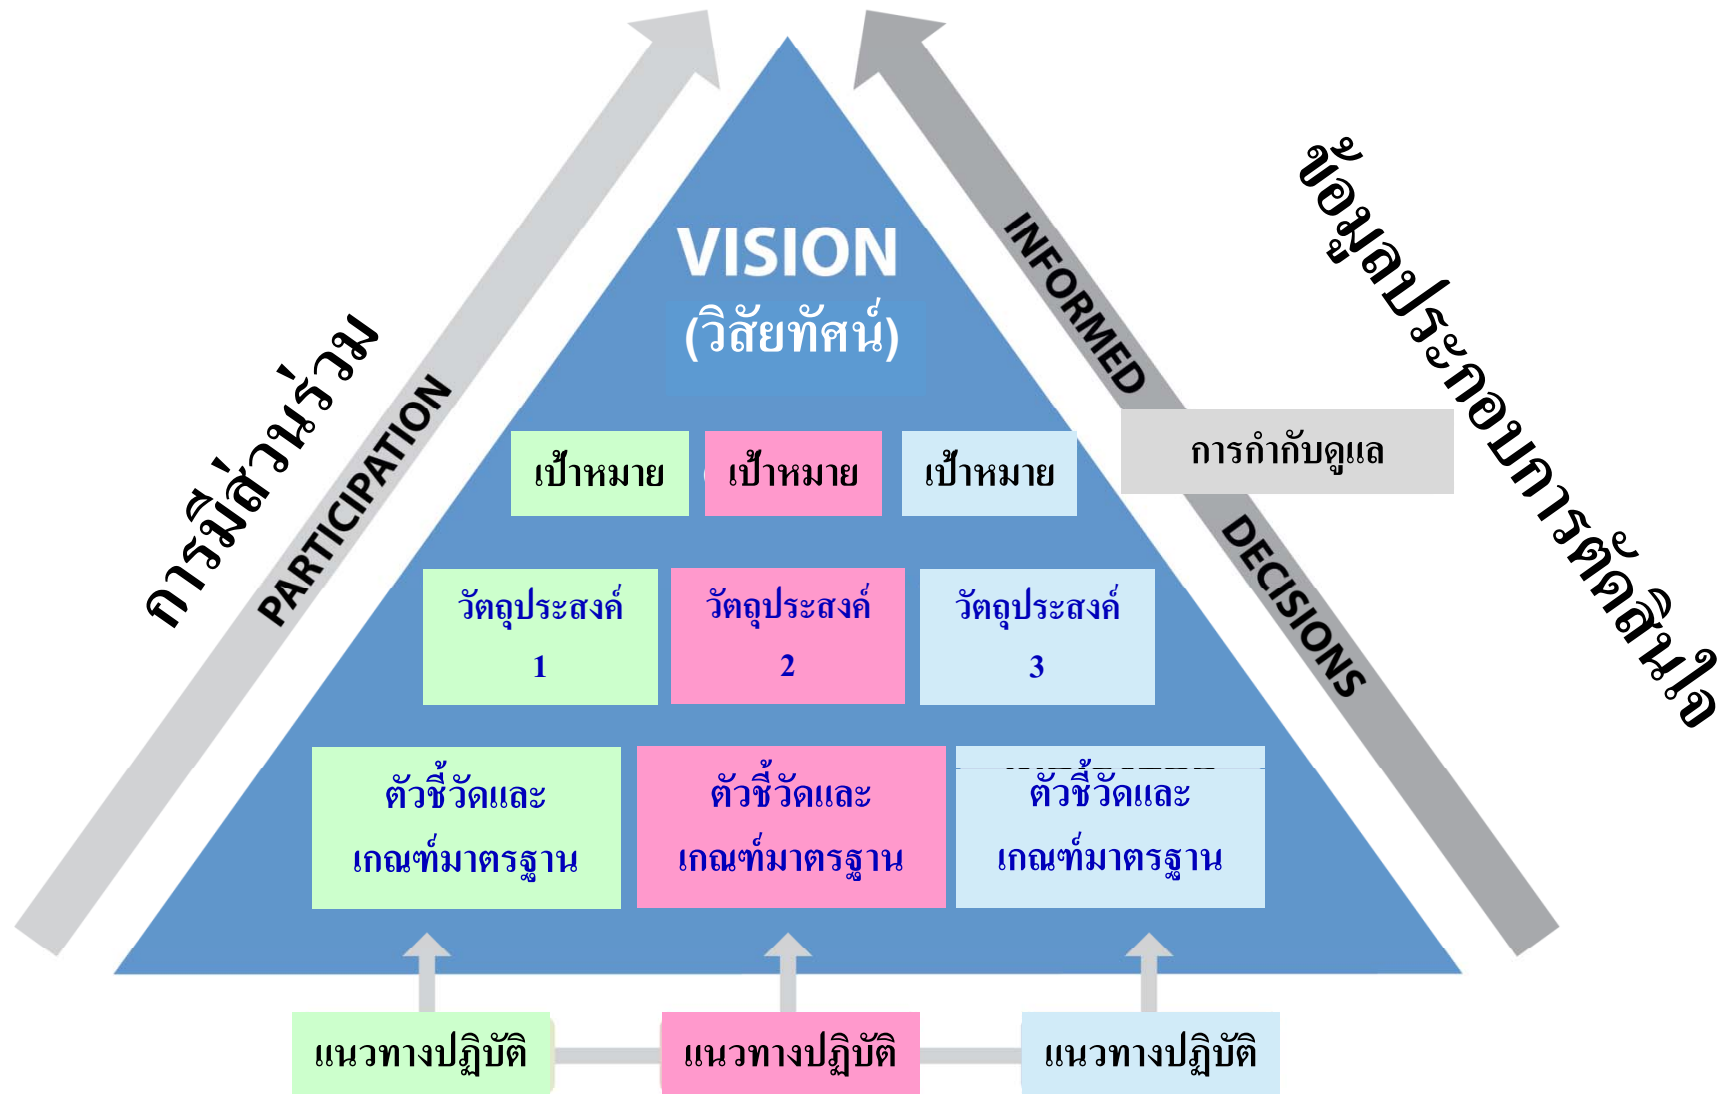 VISION
(วิสัยทัศน์)
การมีส่วนร่วม
PARTICIPATION
INFORMED
DECISIONS
ข้อมูลประกอบการตัดสินใจ
การกำกับดูแล
เป้าหมาย
เป้าหมาย
เป้าหมาย
วัตถุประสงค์
1
วัตถุประสงค์
2
วัตถุประสงค์
3
ตัวชี้วัดและ
เกณฑ์มาตรฐาน
ตัวชี้วัดและ
เกณฑ์มาตรฐาน
ตัวชี้วัดและ
เกณฑ์มาตรฐาน
แนวทางปฏิบัติ
แนวทางปฏิบัติ
แนวทางปฏิบัติ